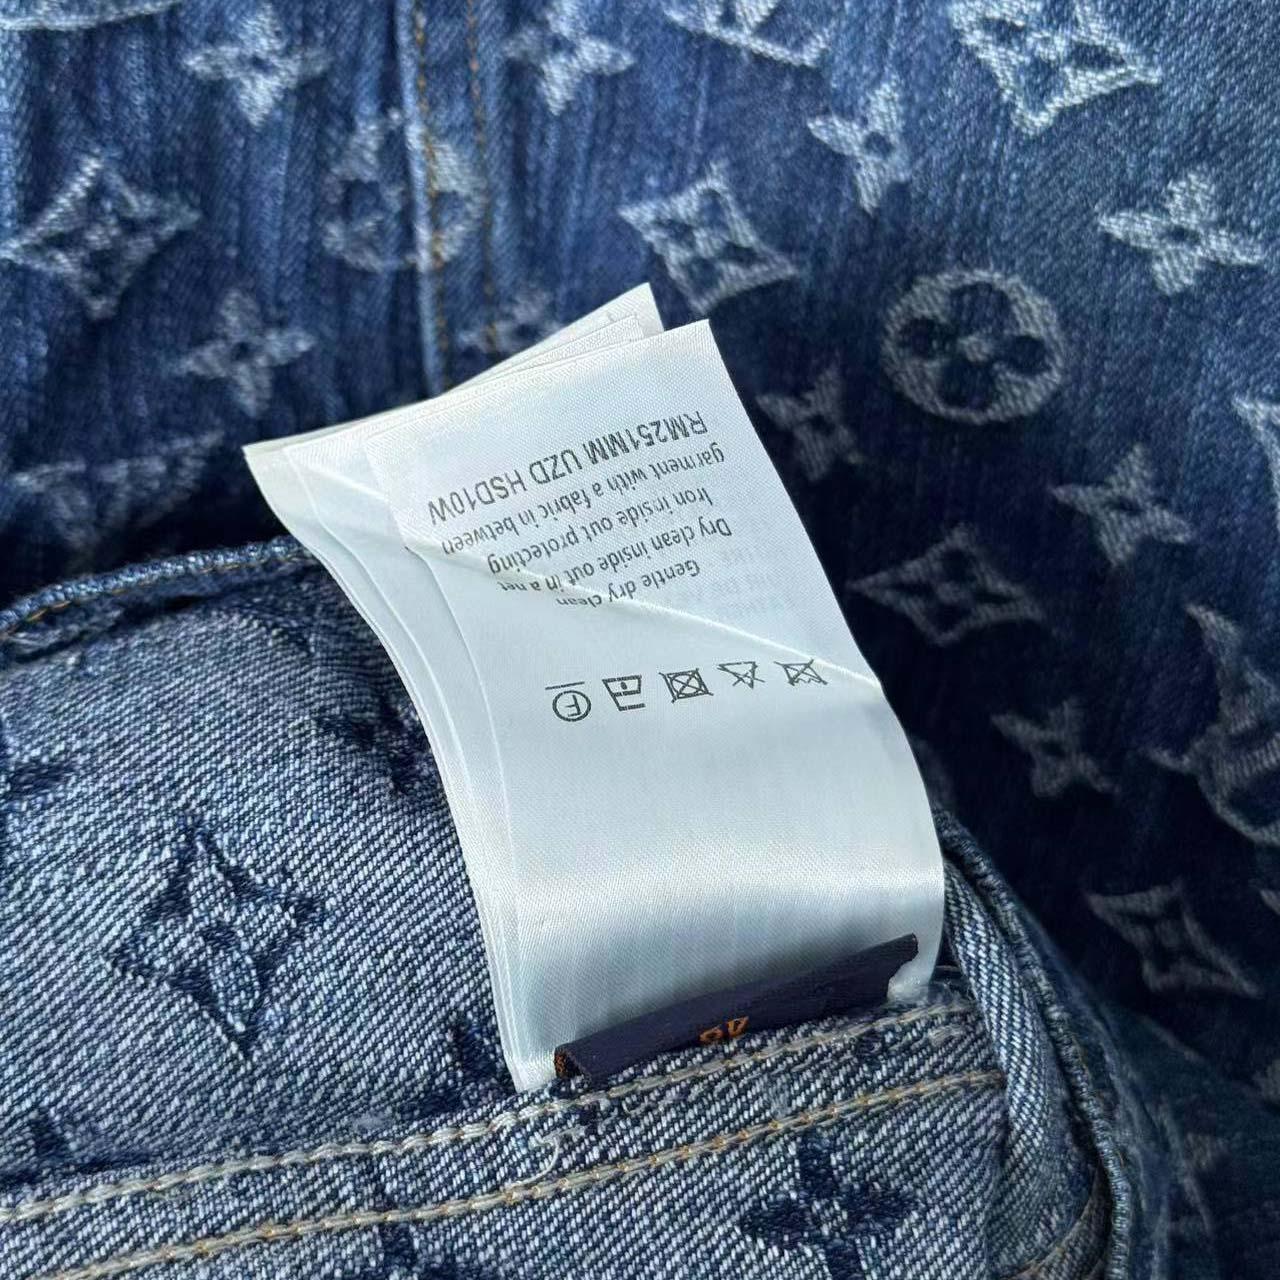 Gentle dry clean
Dry clean inside out in a net
Iron inside out protecting
garment with a fabric in between
RM251MM UZD HSD10W
F
48